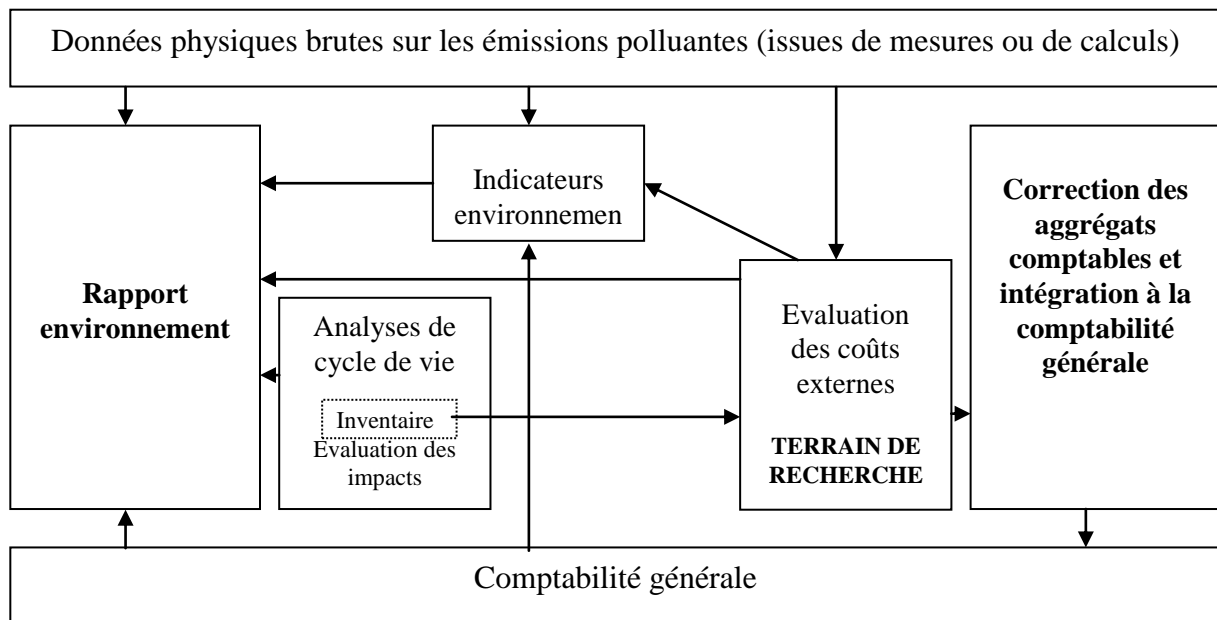 Données physiques brutes sur les émissions polluantes (issues de mesures ou de calculs)
Rapport
environnement
Indicateurs
environnemen
Analyses de
cycle de vie
Inventaire
Evaluation des
impacts
Evaluation
des coûts
externes
TERRAIN DE
RECHERCHE
Correction des
aggrégats
comptables et
intégration à la
comptabilité
générale
Comptabilité générale